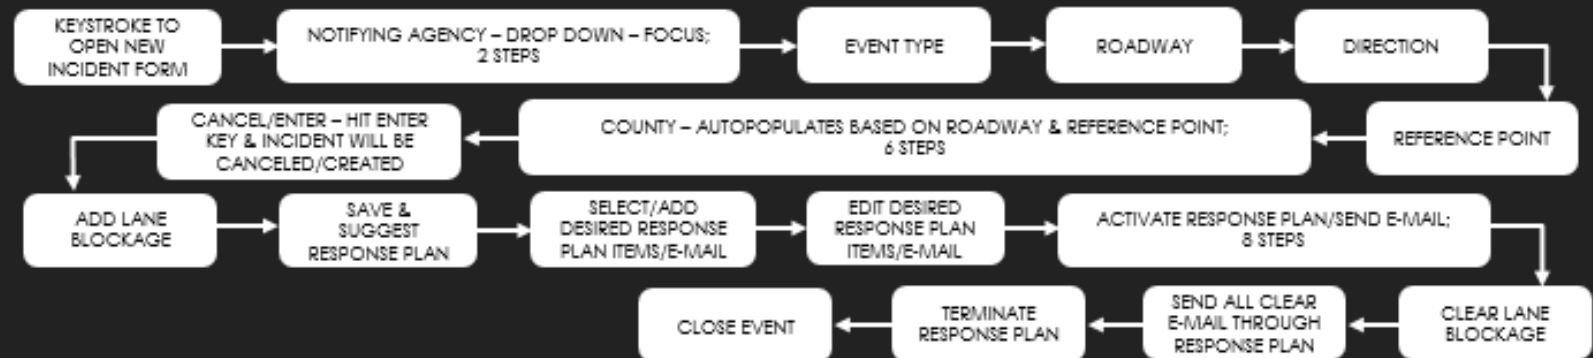 KEYSTROKE TO
OPEN NEW
INCIDENT FORM
NOTIFYING AGENCY – DROP DOWN – FOCUS;
2 STEPS
EVENT TYPE
ROADWAY
DIRECTION
REFERENCE POINT
COUNTY – AUTOPOPULATES BASED ON ROADWAY & REFERENCE POINT;
6 STEPS
CANCEL/ENTER – HIT ENTER
KEY & INCIDENT WILL BE
CANCELED/CREATED
ADD LANE
BLOCKAGE
SAVE &
SUGGEST
RESPONSE PLAN
SELECT/ADD
DESIRED RESPONSE
PLAN ITEMS/E-MAIL
EDIT DESIRED
RESPONSE PLAN
ITEMS/E-MAIL
ACTIVATE RESPONSE PLAN/SEND E-MAIL;
8 STEPS
CLEAR LANE
BLOCKAGE
SEND ALL CLEAR
E-MAIL THROUGH
RESPONSE PLAN
TERMINATE
RESPONSE PLAN
CLOSE EVENT